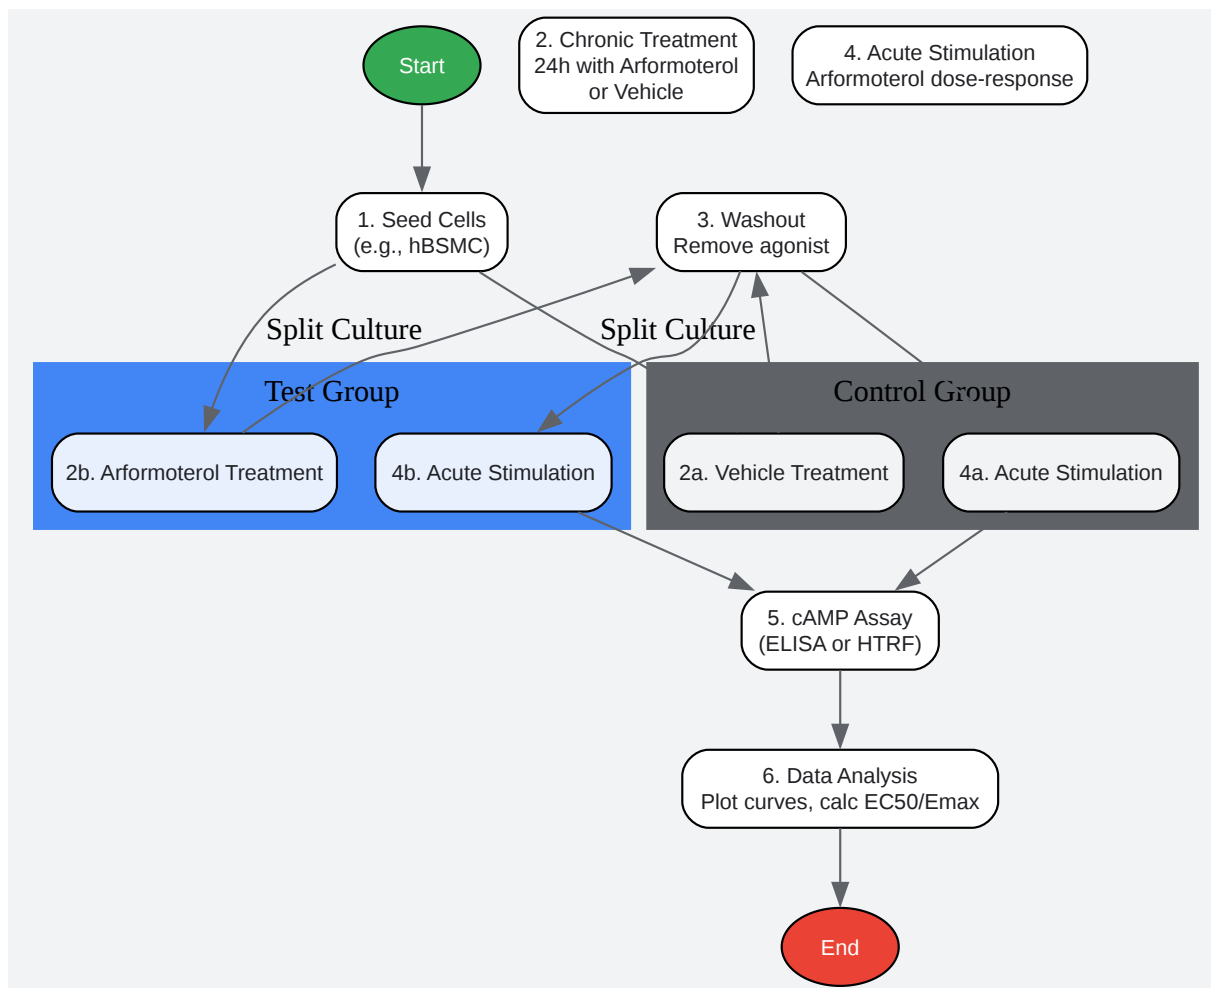 Start
2. Chronic Treatment
24h with Arformoterol
or Vehicle
4. Acute Stimulation
Arformoterol dose-response
1. Seed Cells
(e.g., hBSMC)
3. Washout
Remove agonist
Split Culture
Split Culture
Test Group
Control Group
2b. Arformoterol Treatment
4b. Acute Stimulation
2a. Vehicle Treatment
4a. Acute Stimulation
5. cAMP Assay
(ELISA or HTRF)
6. Data Analysis
Plot curves, calc EC50/Emax
End